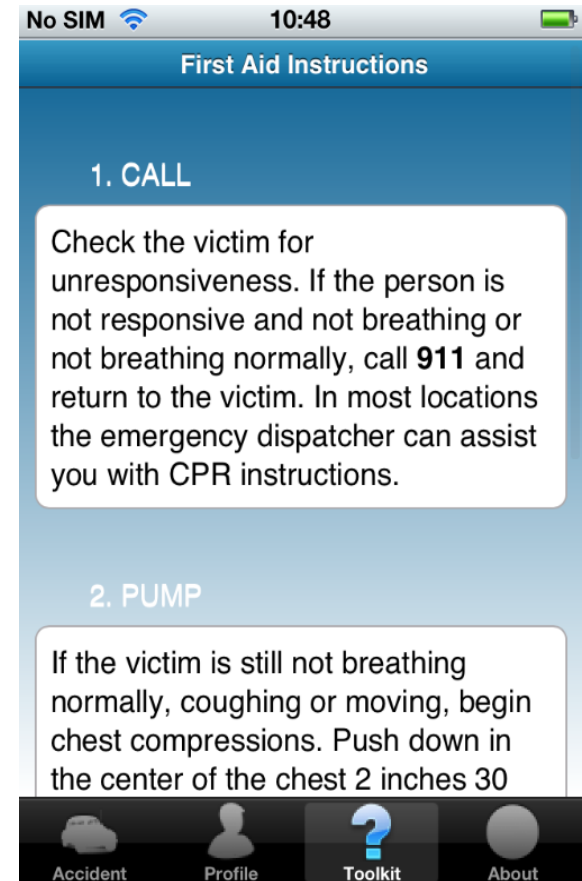 No SIM 10:48
First Aid Instructions
1. CALL
Check the victim for
unresponsiveness. If the person is
not responsive and not breathing or
not breathing normally, call 911 and
return to the victim. In most locations
the emergency dispatcher can assist
you with CPR instructions.
2. PUMP
If the victim is still not breathing
normally, coughing or moving, begin
chest compressions. Push down in
the center of the chest 2 inches 30
Accident Profile Toolkit About